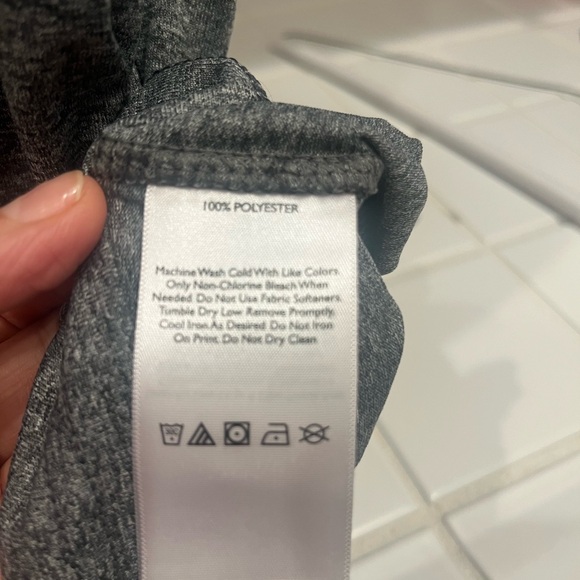 100% POLYESTER
Machine Wash Cold With Like Colors.
Only Non-Chlorine Bleach When
Needed. Do Not Use Fabric Softeners.
Tumble Dry Low. Remove Promptly.
Cool Iron As Desired. Do Not Iron
On Print. Do Not Dry Clean